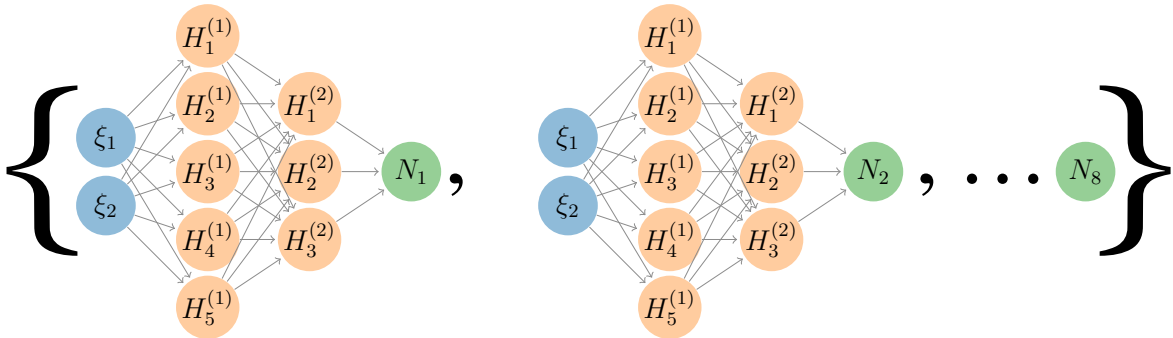 {
ξ₁
ξ₂
H₁⁽¹⁾
H₂⁽¹⁾
H₃⁽¹⁾
H₄⁽¹⁾
H₅⁽¹⁾
H₁⁽²⁾
H₂⁽²⁾
H₃⁽²⁾
N₁
,
ξ₁
ξ₂
H₁⁽¹⁾
H₂⁽¹⁾
H₃⁽¹⁾
H₄⁽¹⁾
H₅⁽¹⁾
H₁⁽²⁾
H₂⁽²⁾
H₃⁽²⁾
N₂
, ...
N₈
}